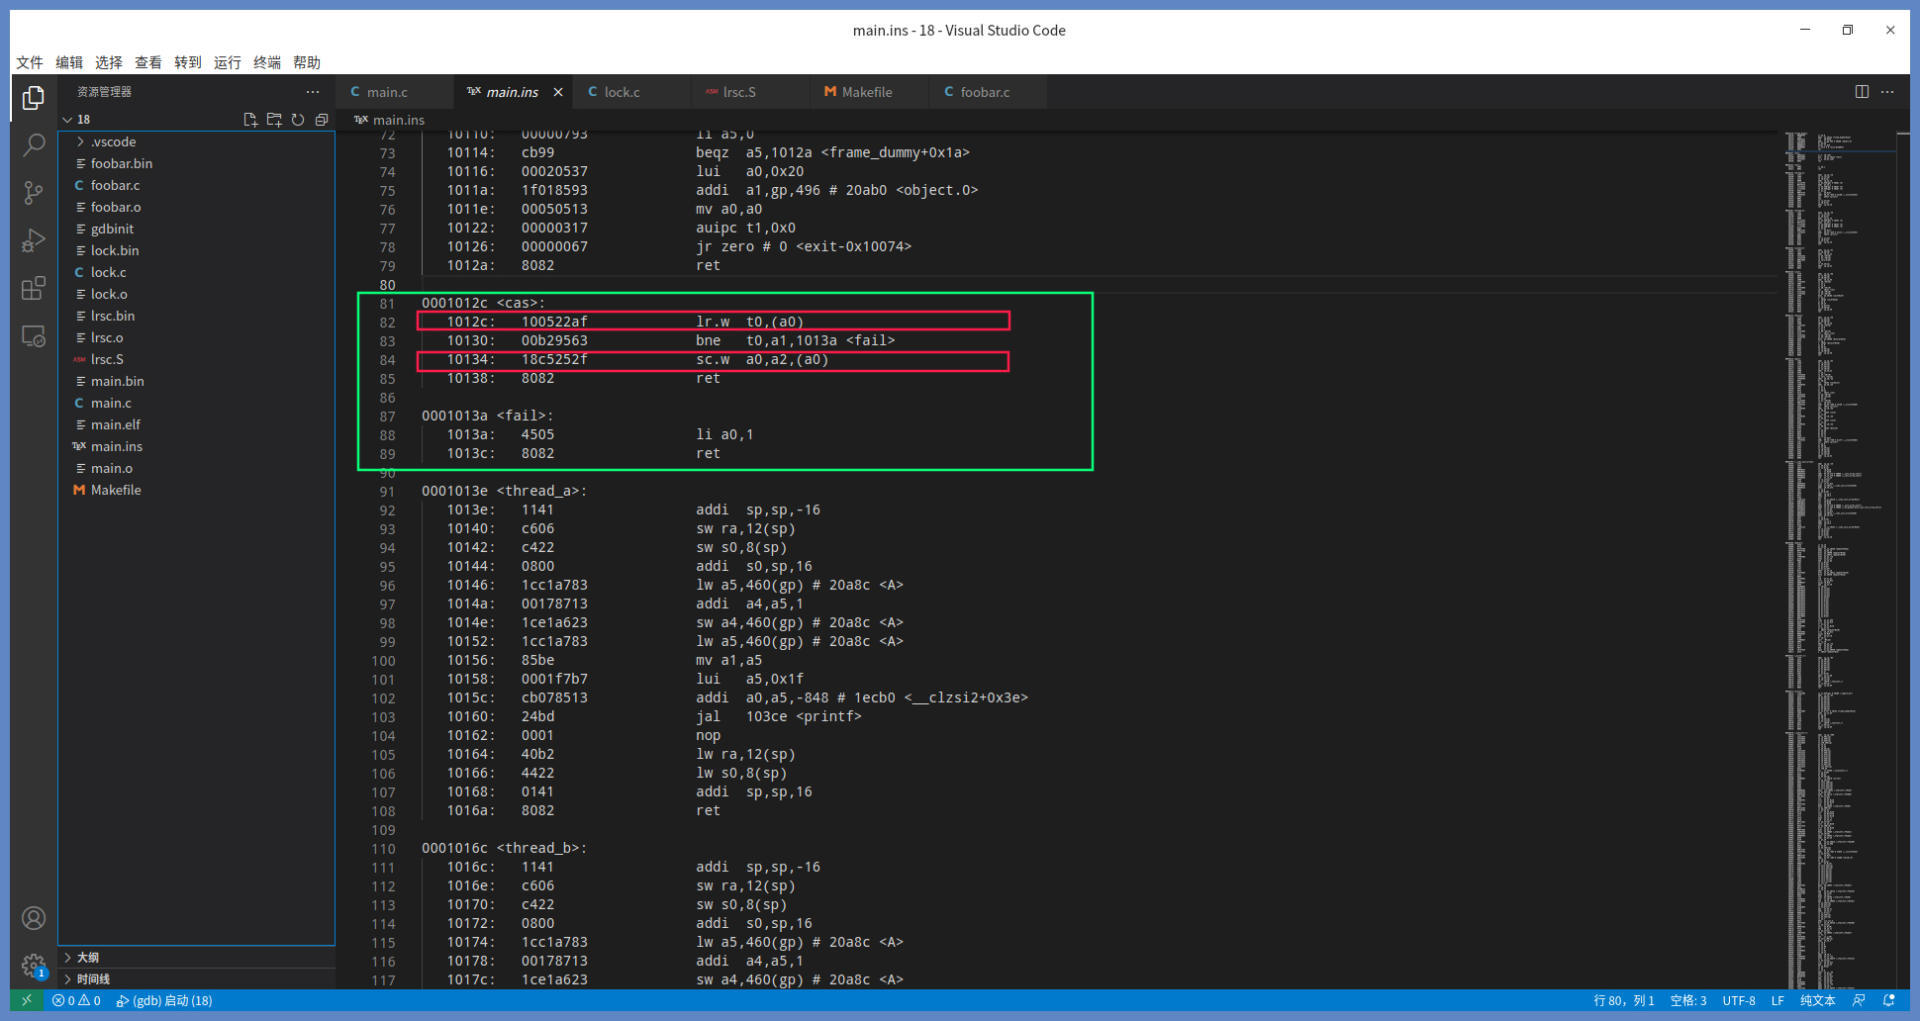 main.ins - 18 - Visual Studio Code
文件 编辑 选择 查看 转到 运行 终端 帮助
资源管理器
18
.vscode
foobar.bin
foobar.c
foobar.o
gdbinit
lock.bin
lock.c
lock.o
lrsc.bin
lrsc.o
lrsc.S
main.bin
main.c
main.elf
main.ins
main.o
Makefile
大纲
时间线
main.c main.ins lock.c lrsc.S Makefile foobar.c
main.ins
72 10110: 00000793 li a5,0
73 10114: cb99 beqz a5,1012a <frame_dummy+0x1a>
74 10116: 00020537 lui a0,0x20
75 1011a: 1f018593 addi a1,gp,496 # 20ab0 <object.0>
76 1011e: 00050513 mv a0,a0
77 10122: 00000317 auipc t1,0x0
78 10126: 00000067 jr zero # 0 <exit-0x10074>
79 1012a: 8082 ret
80
81 0001012c <cas>:
82 1012c: 100522af lr.w t0,(a0)
83 10130: 00b29563 bne t0,a1,1013a <fail>
84 10134: 18c5252f sc.w a0,a2,(a0)
85 10138: 8082 ret
86
87 0001013a <fail>:
88 1013a: 4505 li a0,1
89 1013c: 8082 ret
90
91 0001013e <thread_a>:
92 1013e: 1141 addi sp,sp,-16
93 10140: c606 sw ra,12(sp)
94 10142: c422 sw s0,8(sp)
95 10144: 0800 addi s0,sp,16
96 10146: 1cc1a783 lw a5,460(gp) # 20a8c <A>
97 1014a: 00178713 addi a4,a5,1
98 1014e: 1ce1a623 sw a4,460(gp) # 20a8c <A>
99 10152: 1cc1a783 lw a5,460(gp) # 20a8c <A>
100 10156: 85be mv a1,a5
101 10158: 0001f7b7 lui a5,0x1f
102 1015c: cb078513 addi a0,a5,-848 # 1ecb0 <__clzsi2+0x3e>
103 10160: 24bd jal 103ce <printf>
104 10162: 0001 nop
105 10164: 40b2 lw ra,12(sp)
106 10166: 4422 lw s0,8(sp)
107 10168: 0141 addi sp,sp,16
108 1016a: 8082 ret
109
110 0001016c <thread_b>:
111 1016c: 1141 addi sp,sp,-16
112 1016e: c606 sw ra,12(sp)
113 10170: c422 sw s0,8(sp)
114 10172: 0800 addi s0,sp,16
115 10174: 1cc1a783 lw a5,460(gp) # 20a8c <A>
116 10178: 00178713 addi a4,a5,1
117 1017c: 1ce1a623 sw a4,460(gp) # 20a8c <A>
0 0 (gdb) 启动 (18) 行 80，列 1 空格: 3 UTF-8 LF 纯文本